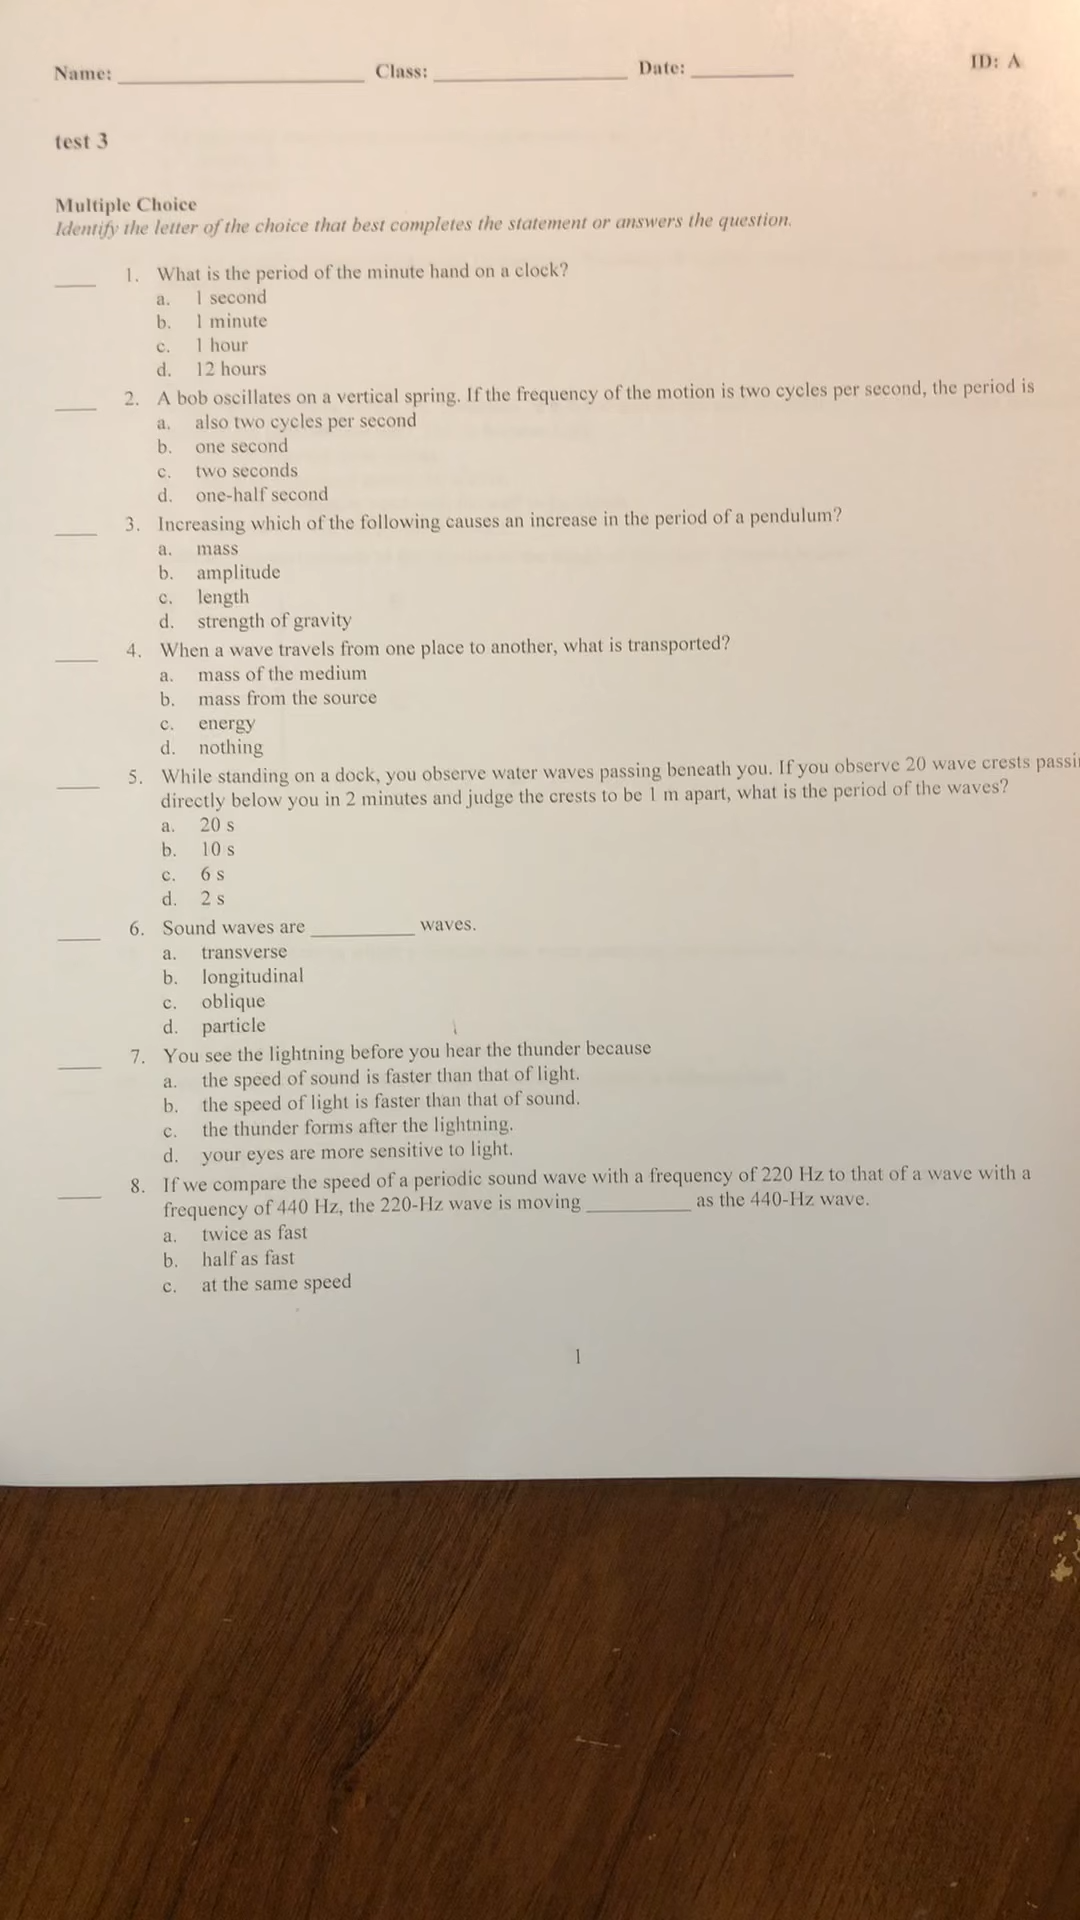 Name: Class: Date: ID: A
test 3
Multiple Choice
Identify the letter of the choice that best completes the statement or answers the question.
1. What is the period of the minute hand on a clock?
a. 1 second
b. 1 minute
c. 1 hour
d. 12 hours
2. A bob oscillates on a vertical spring. If the frequency of the motion is two cycles per second, the period is
a. also two cycles per second
b. one second
c. two seconds
d. one-half second
3. Increasing which of the following causes an increase in the period of a pendulum?
a. mass
b. amplitude
c. length
d. strength of gravity
4. When a wave travels from one place to another, what is transported?
a. mass of the medium
b. mass from the source
c. energy
d. nothing
5. While standing on a dock, you observe water waves passing beneath you. If you observe 20 wave crests
directly below you in 2 minutes and judge the crests to be 1 m apart, what is the period of the waves?
a. 20 s
b. 10 s
c. 6 s
d. 2 s
6. Sound waves are __________ waves.
a. transverse
b. longitudinal
c. oblique
d. particle
7. You see the lightning before you hear the thunder because
a. the speed of sound is faster than that of light.
b. the speed of light is faster than that of sound.
c. the thunder forms after the lightning.
d. your eyes are more sensitive to light.
8. If we compare the speed of a periodic sound wave with a frequency of 220 Hz to that of a wave with a
frequency of 440 Hz, the 220-Hz wave is moving __________ as the 440-Hz wave.
a. twice as fast
b. half as fast
c. at the same speed
1